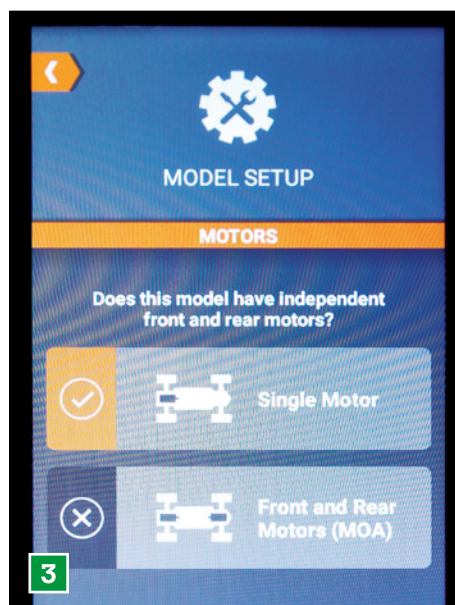 MODEL SETUP
MOTORS
Does this model have independent
front and rear motors?
Single Motor
Front and Rear
Motors (MOA)
3